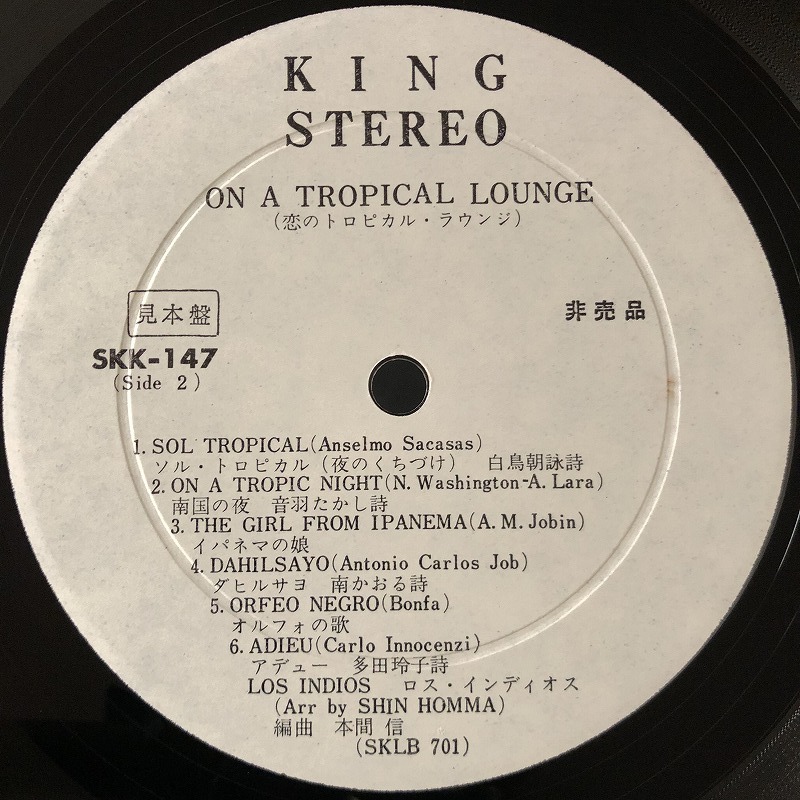 KING
STEREO
ON A TROPICAL LOUNGE
(恋のトロピカル・ラウンジ)
見本盤
非売品
SKK-147
(Side 2)
1. SOL TROPICAL(Anselmo Sacasas)
ソル・トロピカル(夜のくちづけ) 白鳥朝詠詩
2. ON A TROPIC NIGHT(N. Washington-A. Lara)
南国の夜 音羽たかし詩
3. THE GIRL FROM IPANEMA(A. M. Jobin)
イパネマの娘
4. DAHILSAYO(Antonio Carlos Job)
ダヒルサヨ 南かおる詩
5. ORFEO NEGRO(Bonfa)
オルフォの歌
6. ADIEU(Carlo Innocenzi)
アデュー 多田玲子詩
LOS INDIOS ロス・インディオス
(Arr by SHIN HOMMA)
編曲 本間 信
(SKLB 701)